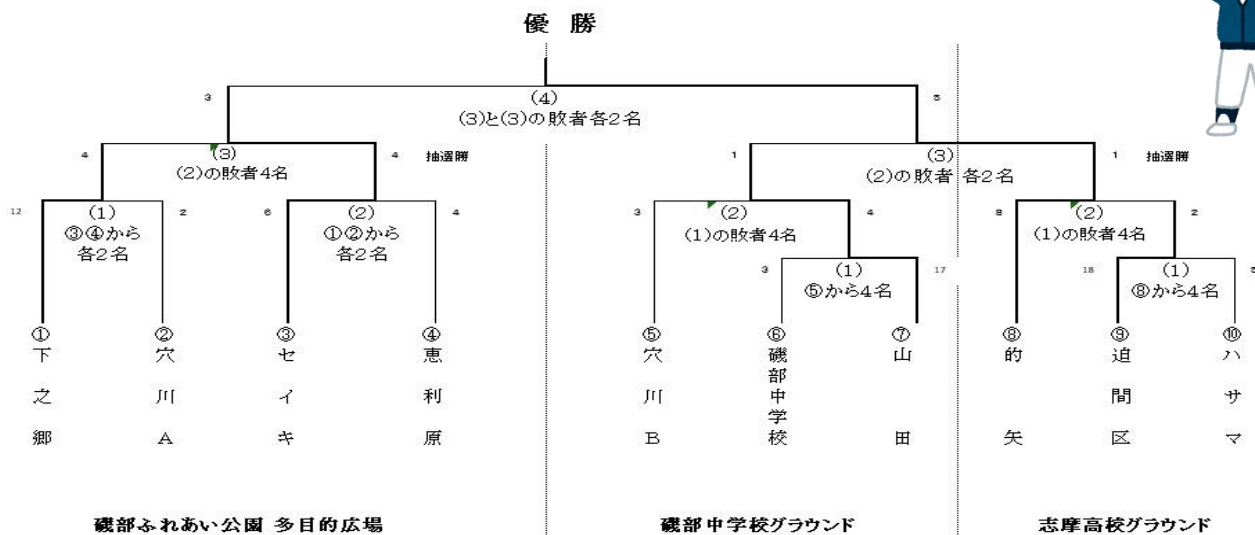 優 勝
3
(4)
5
(3)と(3)の敗者各2名
4
(3)
4
抽選勝
(2)の敗者4名
1
(3)
1
抽選勝
(2)の敗者 各2名
12
(1)
2
③④から
各2名
6
(2)
4
①②から
各2名
3
(2)
4
(1)の敗者4名
8
(2)
2
(1)の敗者4名
3
(1)
17
⑤から4名
18
(1)
⑧から4名
①
下之郷
②
穴川A
③
セイキ
④
恵利原
⑤
穴川B
⑥
磯部中学校
⑦
山田
⑧
的矢
⑨
迫間区
⑩
ハサマ
磯部ふれあい公園 多目的広場
磯部中学校グラウンド
志摩高校グラウンド